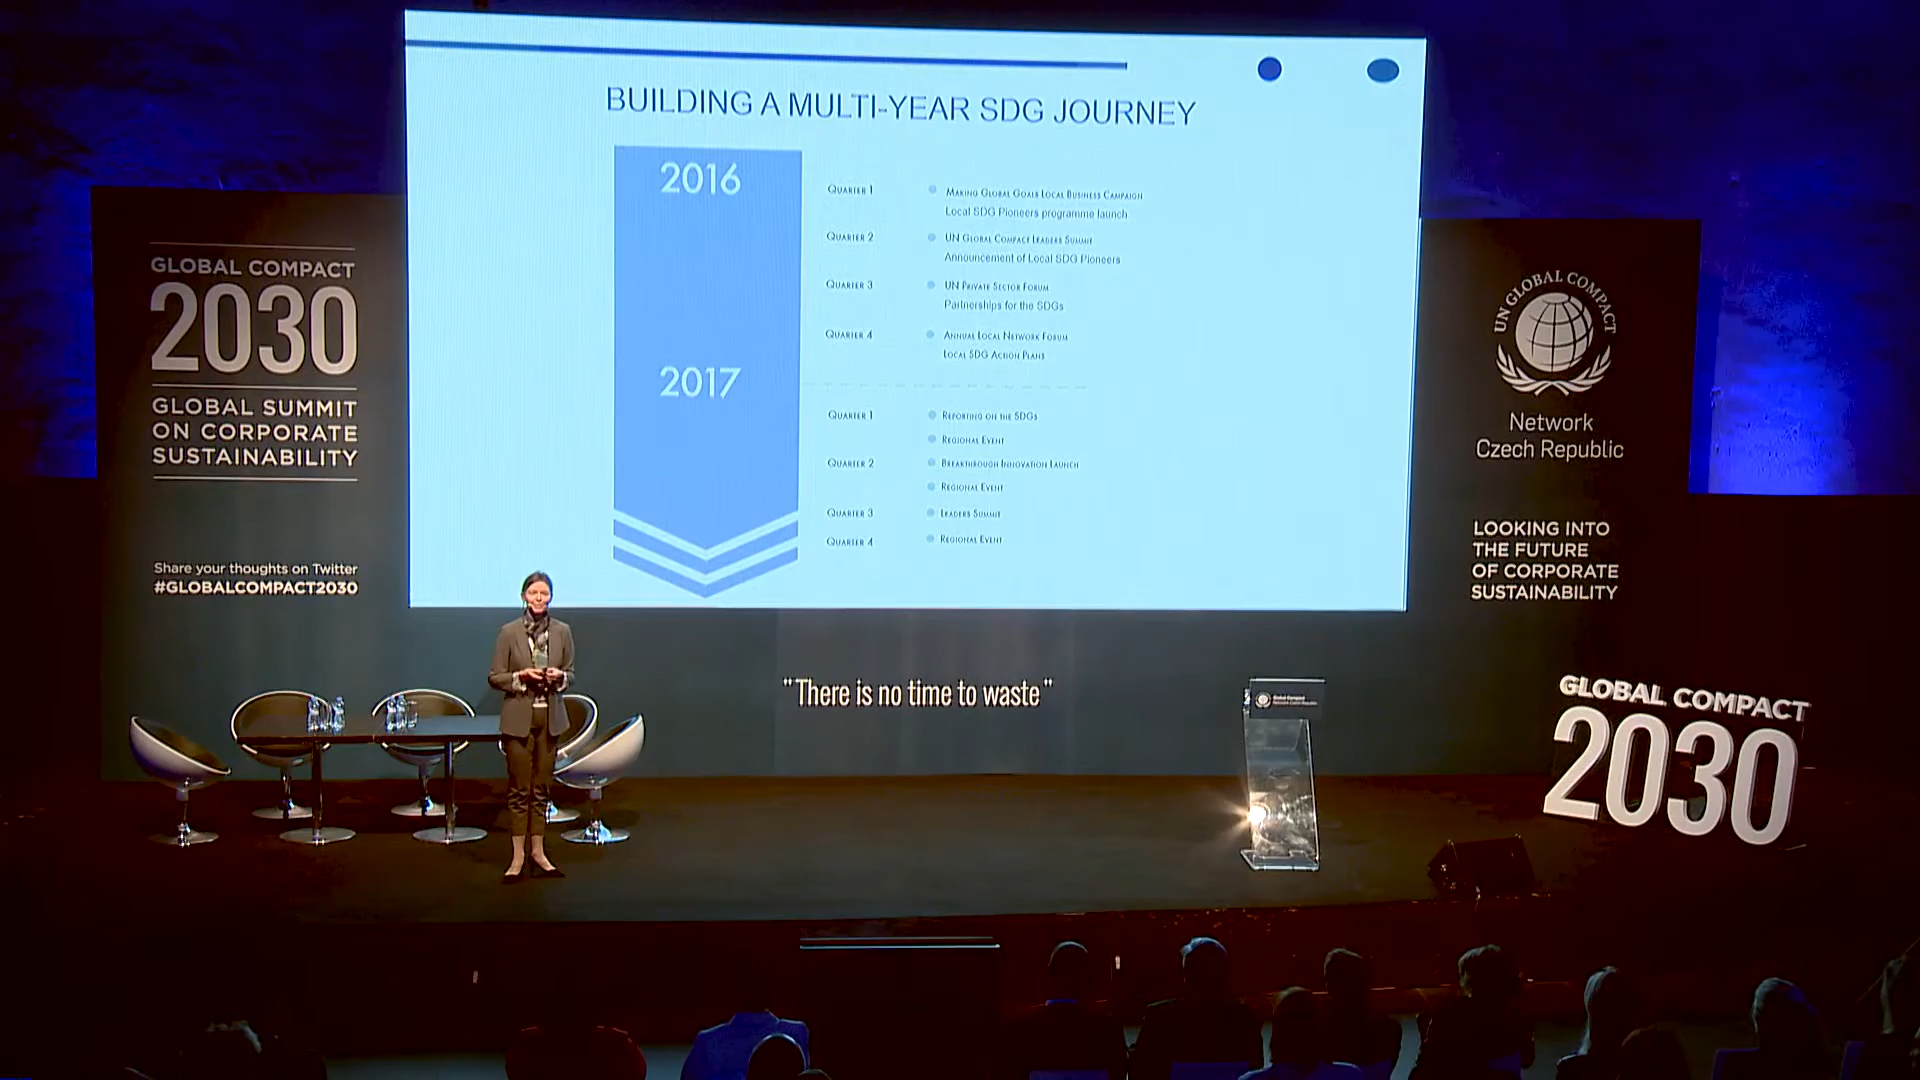 BUILDING A MULTI-YEAR SDG JOURNEY
2016
QUARTER 1
MAKING GLOBAL GOALS LOCAL BUSINESS CAMPAIGN
Local SDG Pioneers programme launch
QUARTER 2
UN GLOBAL COMPACT LEADERS SUMMIT
Announcement of Local SDG Pioneers
QUARTER 3
UN PRIVATE SECTOR FORUM
Partnerships for the SDGs
QUARTER 4
ANNUAL LOCAL NETWORK FORUM
LOCAL SDG ACTION PLANS
2017
QUARTER 1
REPORTING ON THE SDGS
REGIONAL EVENT
QUARTER 2
BREAKTHROUGH INNOVATION LAUNCH
REGIONAL EVENT
QUARTER 3
LEADERS SUMMIT
QUARTER 4
REGIONAL EVENT
GLOBAL COMPACT
2030
GLOBAL SUMMIT
ON CORPORATE
SUSTAINABILITY
Share your thoughts on Twitter
#GLOBALCOMPACT2030
UN GLOBAL COMPACT
Network
Czech Republic
LOOKING INTO
THE FUTURE
OF CORPORATE
SUSTAINABILITY
"There is no time to waste"
Global Compact
Network Czech Republic
GLOBAL COMPACT
2030